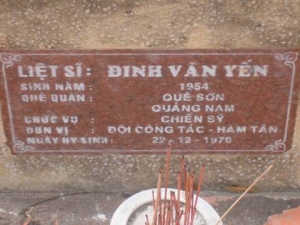 LIỆT SĨ: ĐINH VĂN YẾN
SINH NĂM : 1954
QUÊ QUÁN : QUẾ SƠN
QUẢNG NAM
CHỨC VỤ : CHIẾN SỸ
ĐƠN VỊ : ĐỘI CÔNG TÁC - HÀM TÂN
NGÀY HY SINH: 22-12-1970